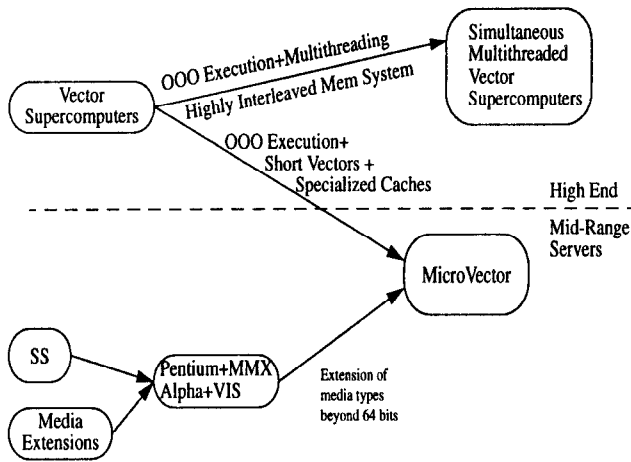 OOO Execution+Multithreading
Highly Interleaved Mem System
Simultaneous
Multithreaded
Vector
Supercomputers
Vector
Supercomputers
OOO Execution+
Short Vectors +
Specialized Caches
High End
Mid-Range
Servers
MicroVector
SS
Pentium+MMX
Alpha+VIS
Media
Extensions
Extension of
media types
beyond 64 bits